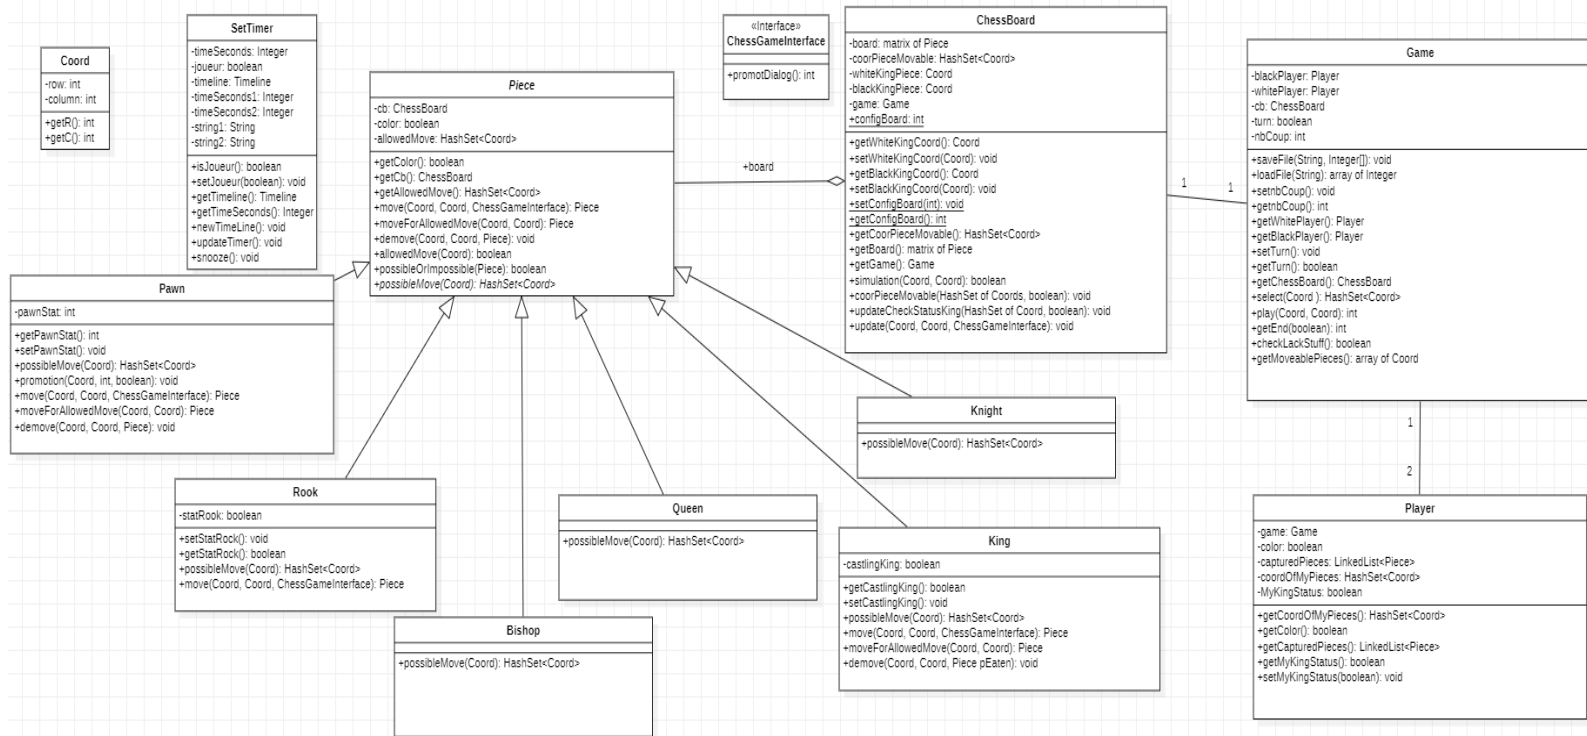 Coord
-row: int
-column: int
+getR(): int
+getC(): int
SetTimer
-timeSeconds: Integer
-joueur: boolean
-timeline: Timeline
-timeSeconds1: Integer
-timeSeconds2: Integer
-string1: String
-string2: String
+isJoueur(): boolean
+setJoueur(boolean): void
+getTimeline(): Timeline
+getTimeSeconds(): Integer
+newTimeLine(): void
+updateTimer(): void
+snooze(): void
Piece
-cb: ChessBoard
-color: boolean
-allowedMove: HashSet<Coord>
+getColor(): boolean
+getCb(): ChessBoard
+getAllowedMove(): HashSet<Coord>
+move(Coord, Coord, ChessGameInterface): Piece
+moveForAllowedMove(Coord, Coord): Piece
+demove(Coord, Coord, Piece): void
+allowedMove(Coord): boolean
+possibleOrImpossible(Piece): boolean
+possibleMove(Coord): HashSet<Coord>
«Interface»
ChessGameInterface
+promotDialog(): int
+board
ChessBoard
-board: matrix of Piece
-coorPieceMovable: HashSet<Coord>
-whiteKingPiece: Coord
-blackKingPiece: Coord
-game: Game
+configBoard: int
+getWhiteKingCoord(): Coord
+setWhiteKingCoord(Coord): void
+getBlackKingCoord(): Coord
+setBlackKingCoord(Coord): void
+setConfigBoard(int): void
+getConfigBoard(): int
+getCoorPieceMovable(): HashSet<Coord>
+getBoard(): matrix of Piece
+getGame(): Game
+simulation(Coord, Coord): boolean
+coorPieceMovable(HashSet of Coords, boolean): void
+updateCheckStatusKing(HashSet of Coord, boolean): void
+update(Coord, Coord, ChessGameInterface): void
1
1
Game
-blackPlayer: Player
-whitePlayer: Player
-cb: ChessBoard
-turn: boolean
-nbCoup: int
+saveFile(String, Integer[]): void
+loadFile(String): array of Integer
+setnbCoup(): void
+getnbCoup(): int
+getWhitePlayer(): Player
+getBlackPlayer(): Player
+setTurn(): void
+getTurn(): boolean
+getChessBoard(): ChessBoard
+select(Coord ): HashSet<Coord>
+play(Coord, Coord): int
+getEnd(boolean): int
+checkLackStuff(): boolean
+getMoveablePieces(): array of Coord
1
2
Pawn
-pawnStat: int
+getPawnStat(): int
+setPawnStat(): void
+possibleMove(Coord): HashSet<Coord>
+promotion(Coord, int, boolean): void
+move(Coord, Coord, ChessGameInterface): Piece
+moveForAllowedMove(Coord, Coord): Piece
+demove(Coord, Coord, Piece): void
Rook
-statRook: boolean
+setStatRock(): void
+getStatRock(): boolean
+possibleMove(Coord): HashSet<Coord>
+move(Coord, Coord, ChessGameInterface): Piece
Bishop
+possibleMove(Coord): HashSet<Coord>
Queen
+possibleMove(Coord): HashSet<Coord>
Knight
+possibleMove(Coord): HashSet<Coord>
King
-castlingKing: boolean
+getCastlingKing(): boolean
+setCastlingKing(): void
+possibleMove(Coord): HashSet<Coord>
+move(Coord, Coord, ChessGameInterface): Piece
+moveForAllowedMove(Coord, Coord): Piece
+demove(Coord, Coord, Piece pEaten): void
Player
-game: Game
-color: boolean
-capturedPieces: LinkedList<Piece>
-coordOfMyPieces: HashSet<Coord>
-MyKingStatus: boolean
+getCoordOfMyPieces(): HashSet<Coord>
+getColor(): boolean
+getCapturedPieces(): LinkedList<Piece>
+getMyKingStatus(): boolean
+setMyKingStatus(boolean): void